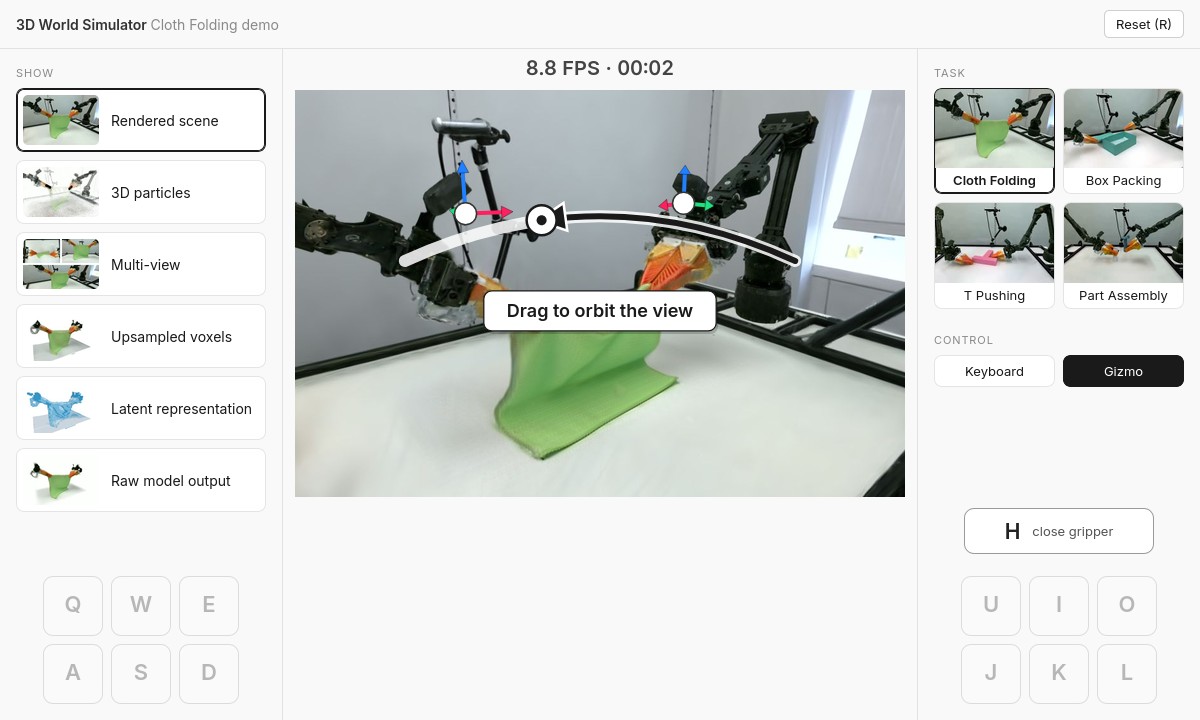 3D World Simulator Cloth Folding demo
Reset (R)
SHOW
Rendered scene
3D particles
Multi-view
Upsampled voxels
Latent representation
Raw model output
Q W E
A S D
8.8 FPS · 00:02
Drag to orbit the view
TASK
Cloth Folding
Box Packing
T Pushing
Part Assembly
CONTROL
Keyboard
Gizmo
H close gripper
U I O
J K L